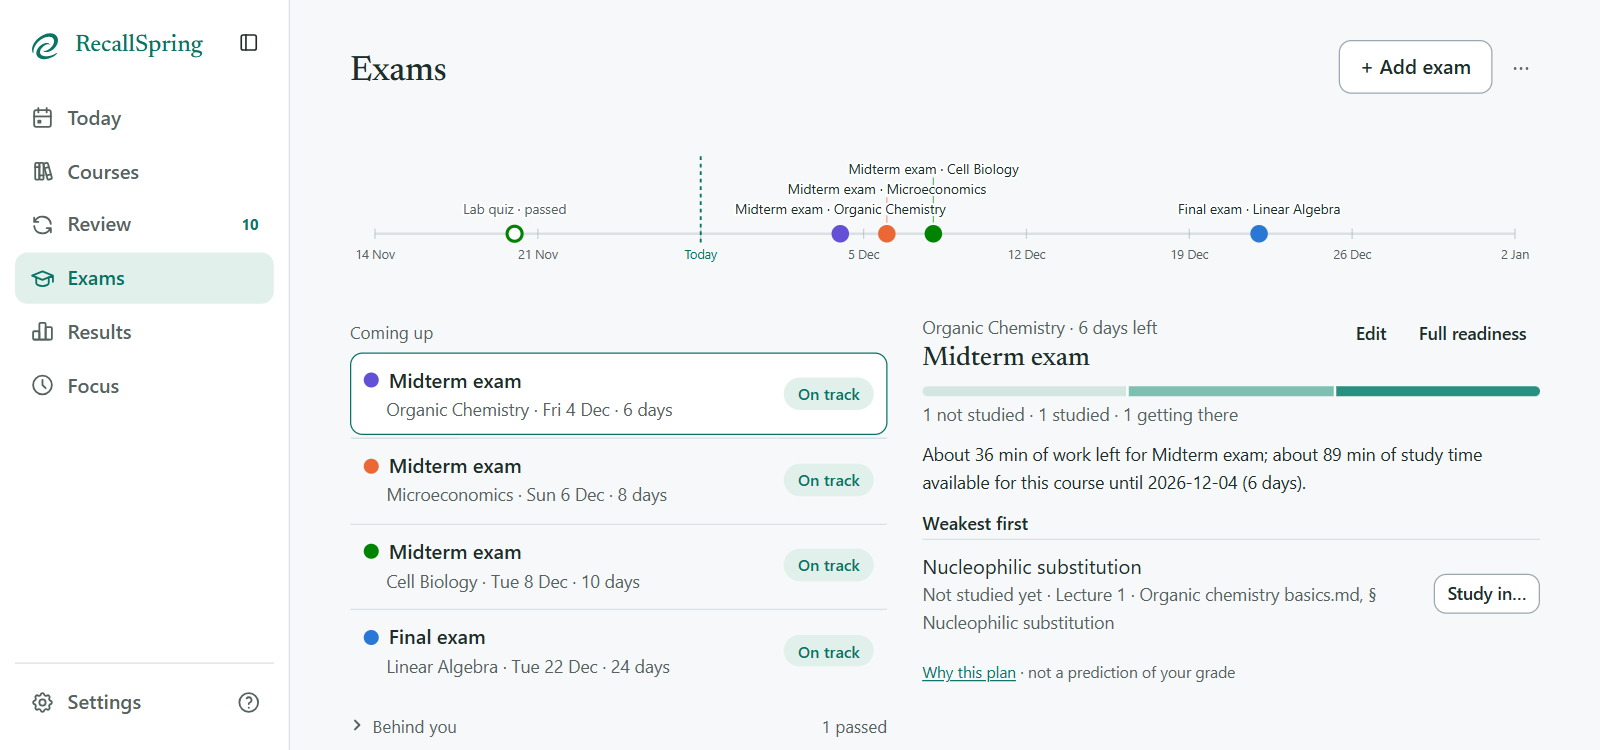 RecallSpring
Today
Courses
Review 10
Exams
Results
Focus
Settings
Exams
+ Add exam
Midterm exam · Cell Biology
Midterm exam · Microeconomics
Lab quiz · passed
Midterm exam · Organic Chemistry
Final exam · Linear Algebra
14 Nov
21 Nov
Today
5 Dec
12 Dec
19 Dec
26 Dec
2 Jan
Coming up
Midterm exam
Organic Chemistry · Fri 4 Dec · 6 days
On track
Midterm exam
Microeconomics · Sun 6 Dec · 8 days
On track
Midterm exam
Cell Biology · Tue 8 Dec · 10 days
On track
Final exam
Linear Algebra · Tue 22 Dec · 24 days
On track
Behind you
1 passed
Organic Chemistry · 6 days left
Midterm exam
Edit
Full readiness
1 not studied · 1 studied · 1 getting there
About 36 min of work left for Midterm exam; about 89 min of study time
available for this course until 2026-12-04 (6 days).
Weakest first
Nucleophilic substitution
Not studied yet · Lecture 1 · Organic chemistry basics.md, §
Nucleophilic substitution
Study in...
Why this plan · not a prediction of your grade